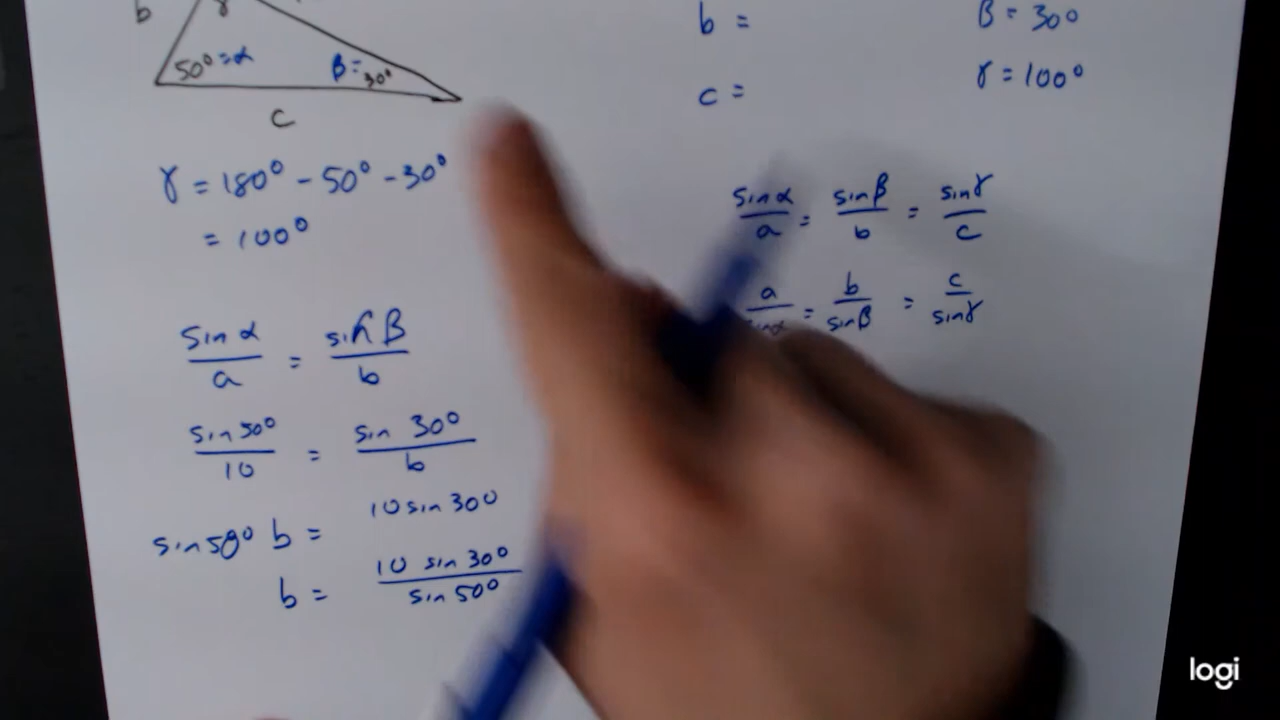 b γ
50° = α β = 30°
c
γ = 180° - 50° - 30°
= 100°
sin α / a = sin β / b
sin 50° / 10 = sin 30° / b
sin 50° b = 10 sin 30°
b = 10 sin 30° / sin 50°
b = β = 30°
c = γ = 100°
sin α / a = sin β / b = sin γ / c
a / sin α = b / sin β = c / sin γ
logi